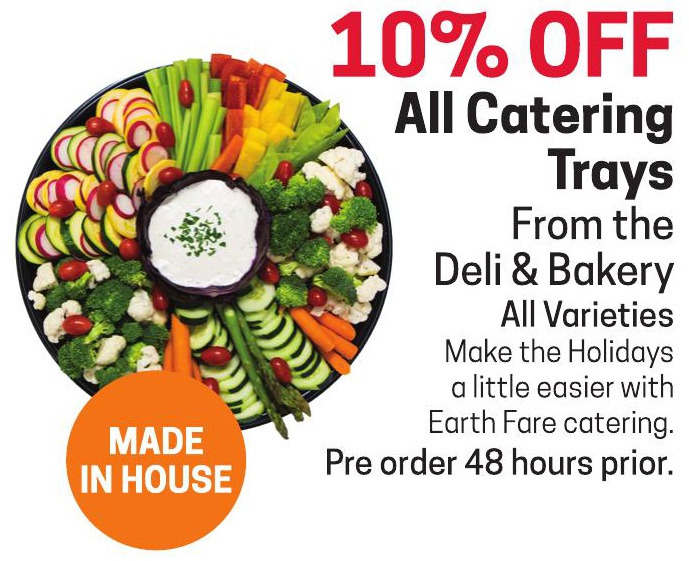 10% OFF
All Catering
Trays
From the
Deli & Bakery
All Varieties
Make the Holidays
a little easier with
Earth Fare catering.
Pre order 48 hours prior.
MADE
IN HOUSE